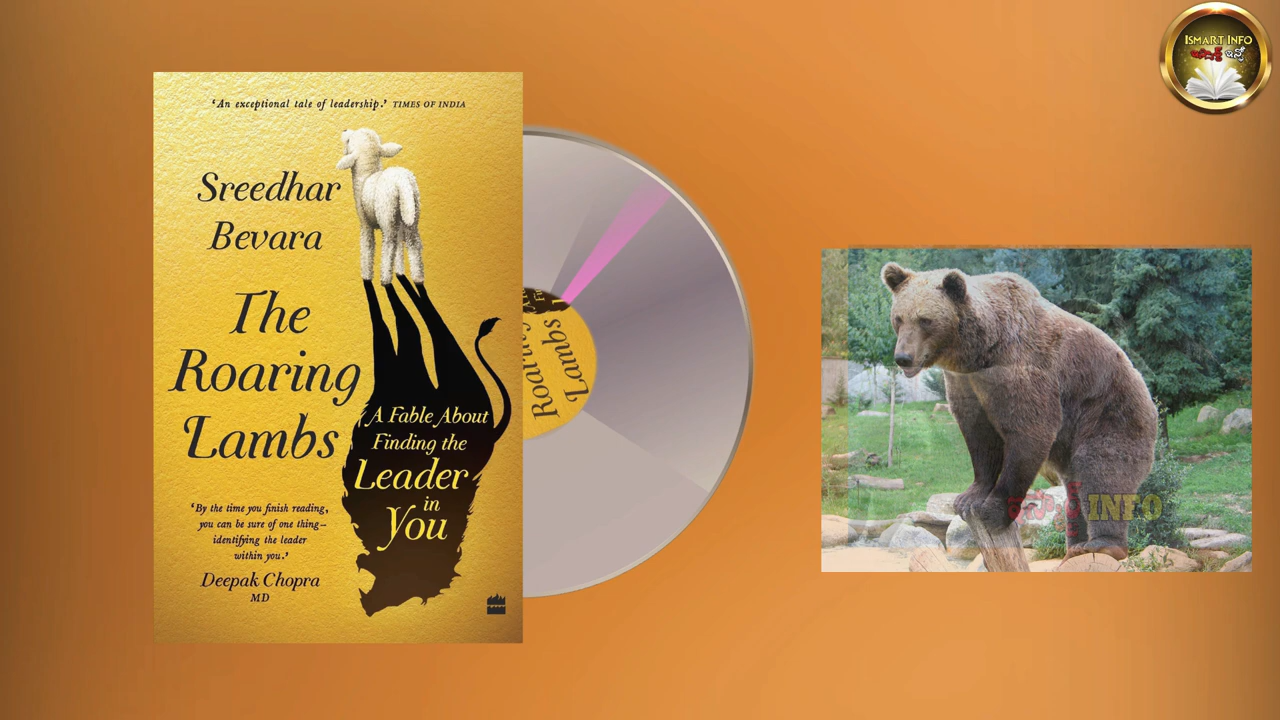 ‘An exceptional tale of leadership.’ TIMES OF INDIA
Sreedhar
Bevara
The
Roaring
Lambs
A Fable About
Finding the
Leader
in
You
‘By the time you finish reading,
you can be sure of one thing—
identifying the leader
within you.’
Deepak Chopra
MD
Roaring
Lambs
ISMART INFO
ఇస్మార్ట్ ఇన్ఫో
INFO